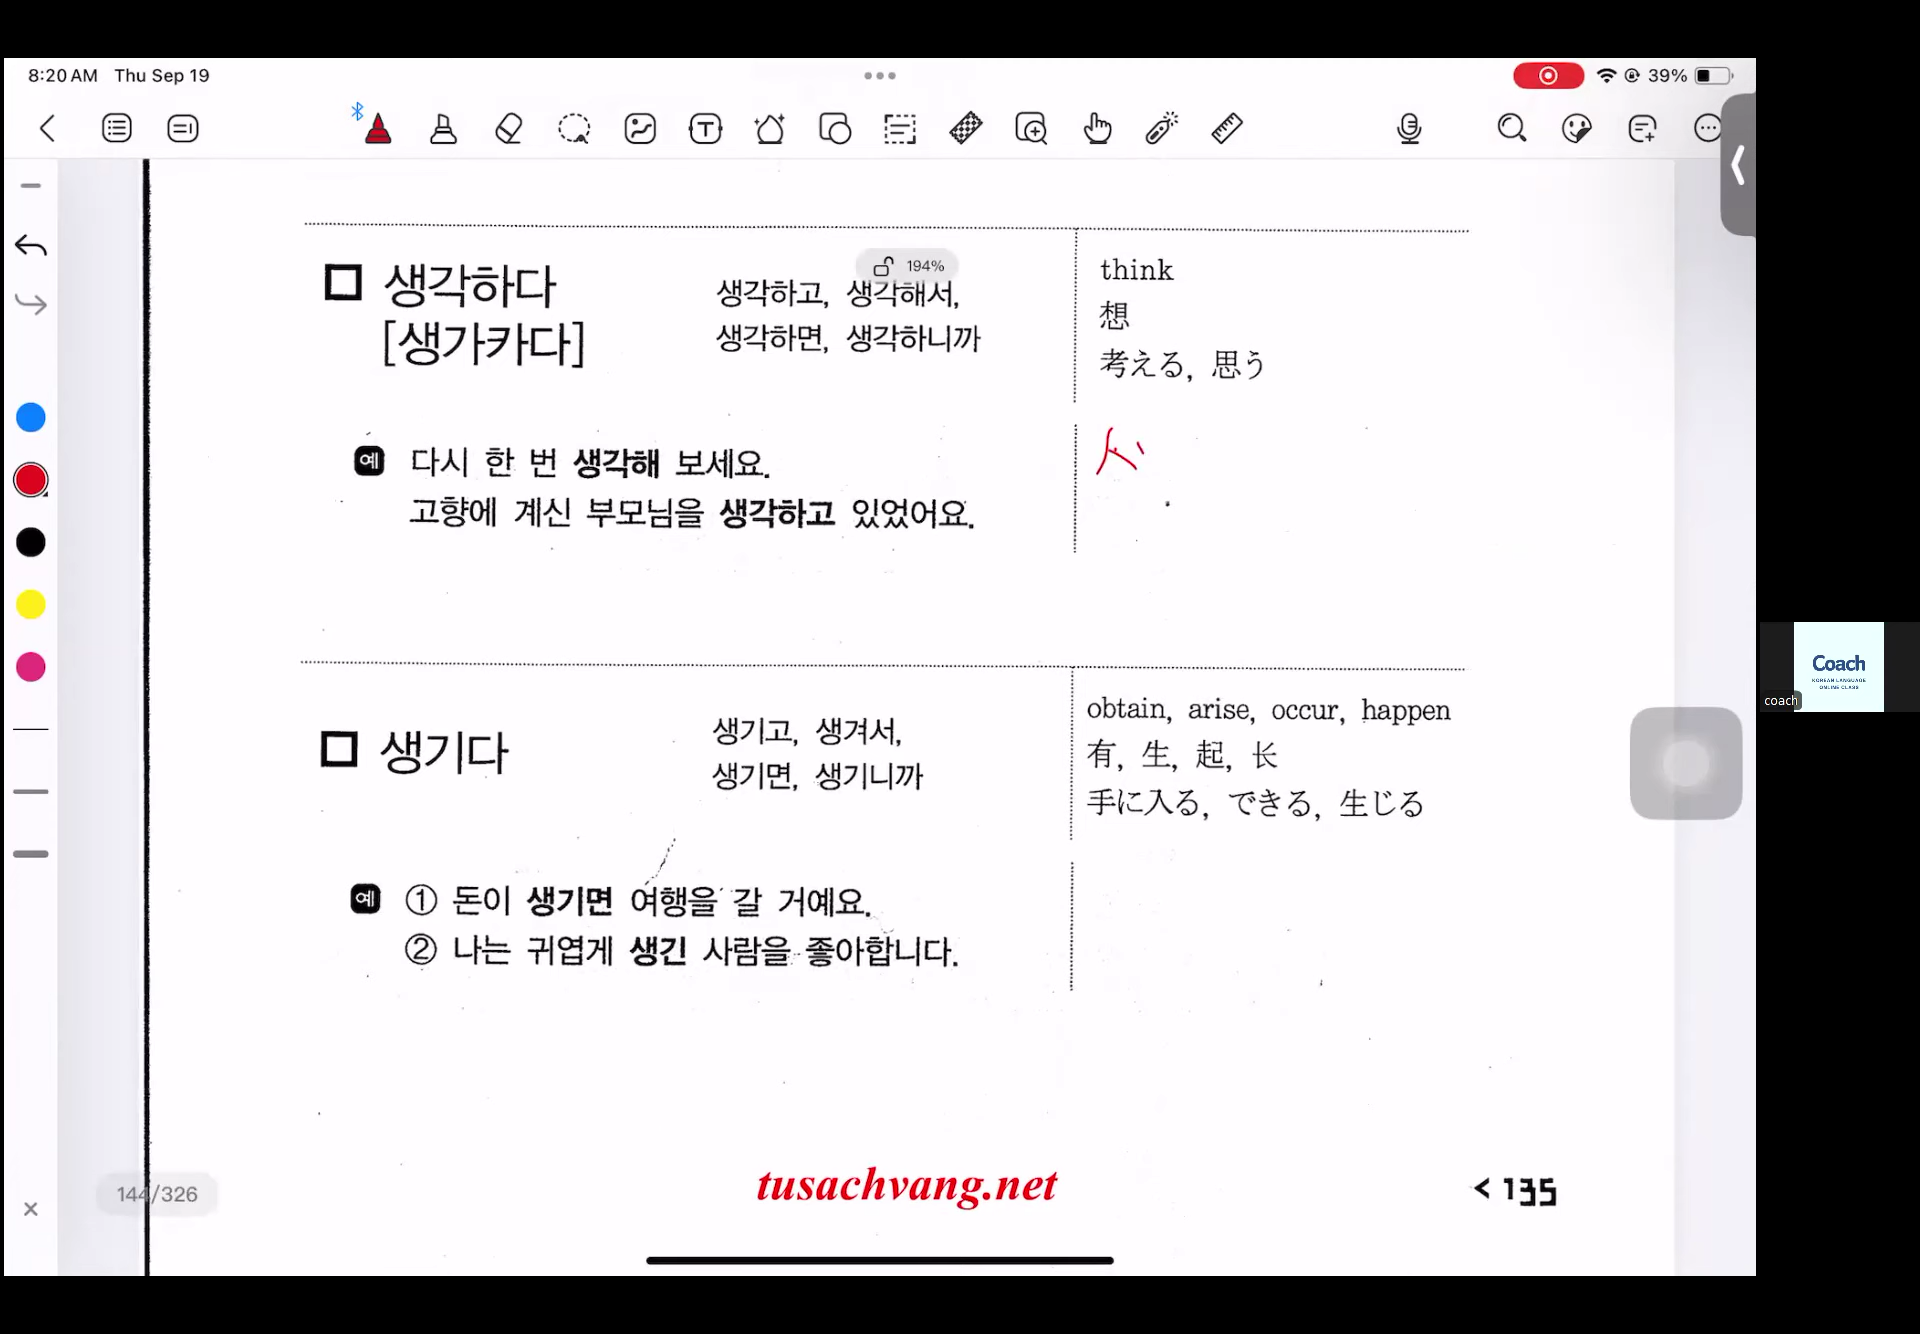 8:20 AM Thu Sep 19
39%
194%
생각하다
[생가카다]
생각하고, 생각해서,
생각하면, 생각하니까
think
想
考える, 思う
예 다시 한 번 생각해 보세요.
고향에 계신 부모님을 생각하고 있었어요.
생기다
생기고, 생겨서,
생기면, 생기니까
obtain, arise, occur, happen
有, 生, 起, 长
手に入る, できる, 生じる
예 ① 돈이 생기면 여행을 갈 거예요.
② 나는 귀엽게 생긴 사람을 좋아합니다.
144/326
tusachvang.net
< 135
Coach
KOREAN LANGUAGE
ONLINE CLASS
coach